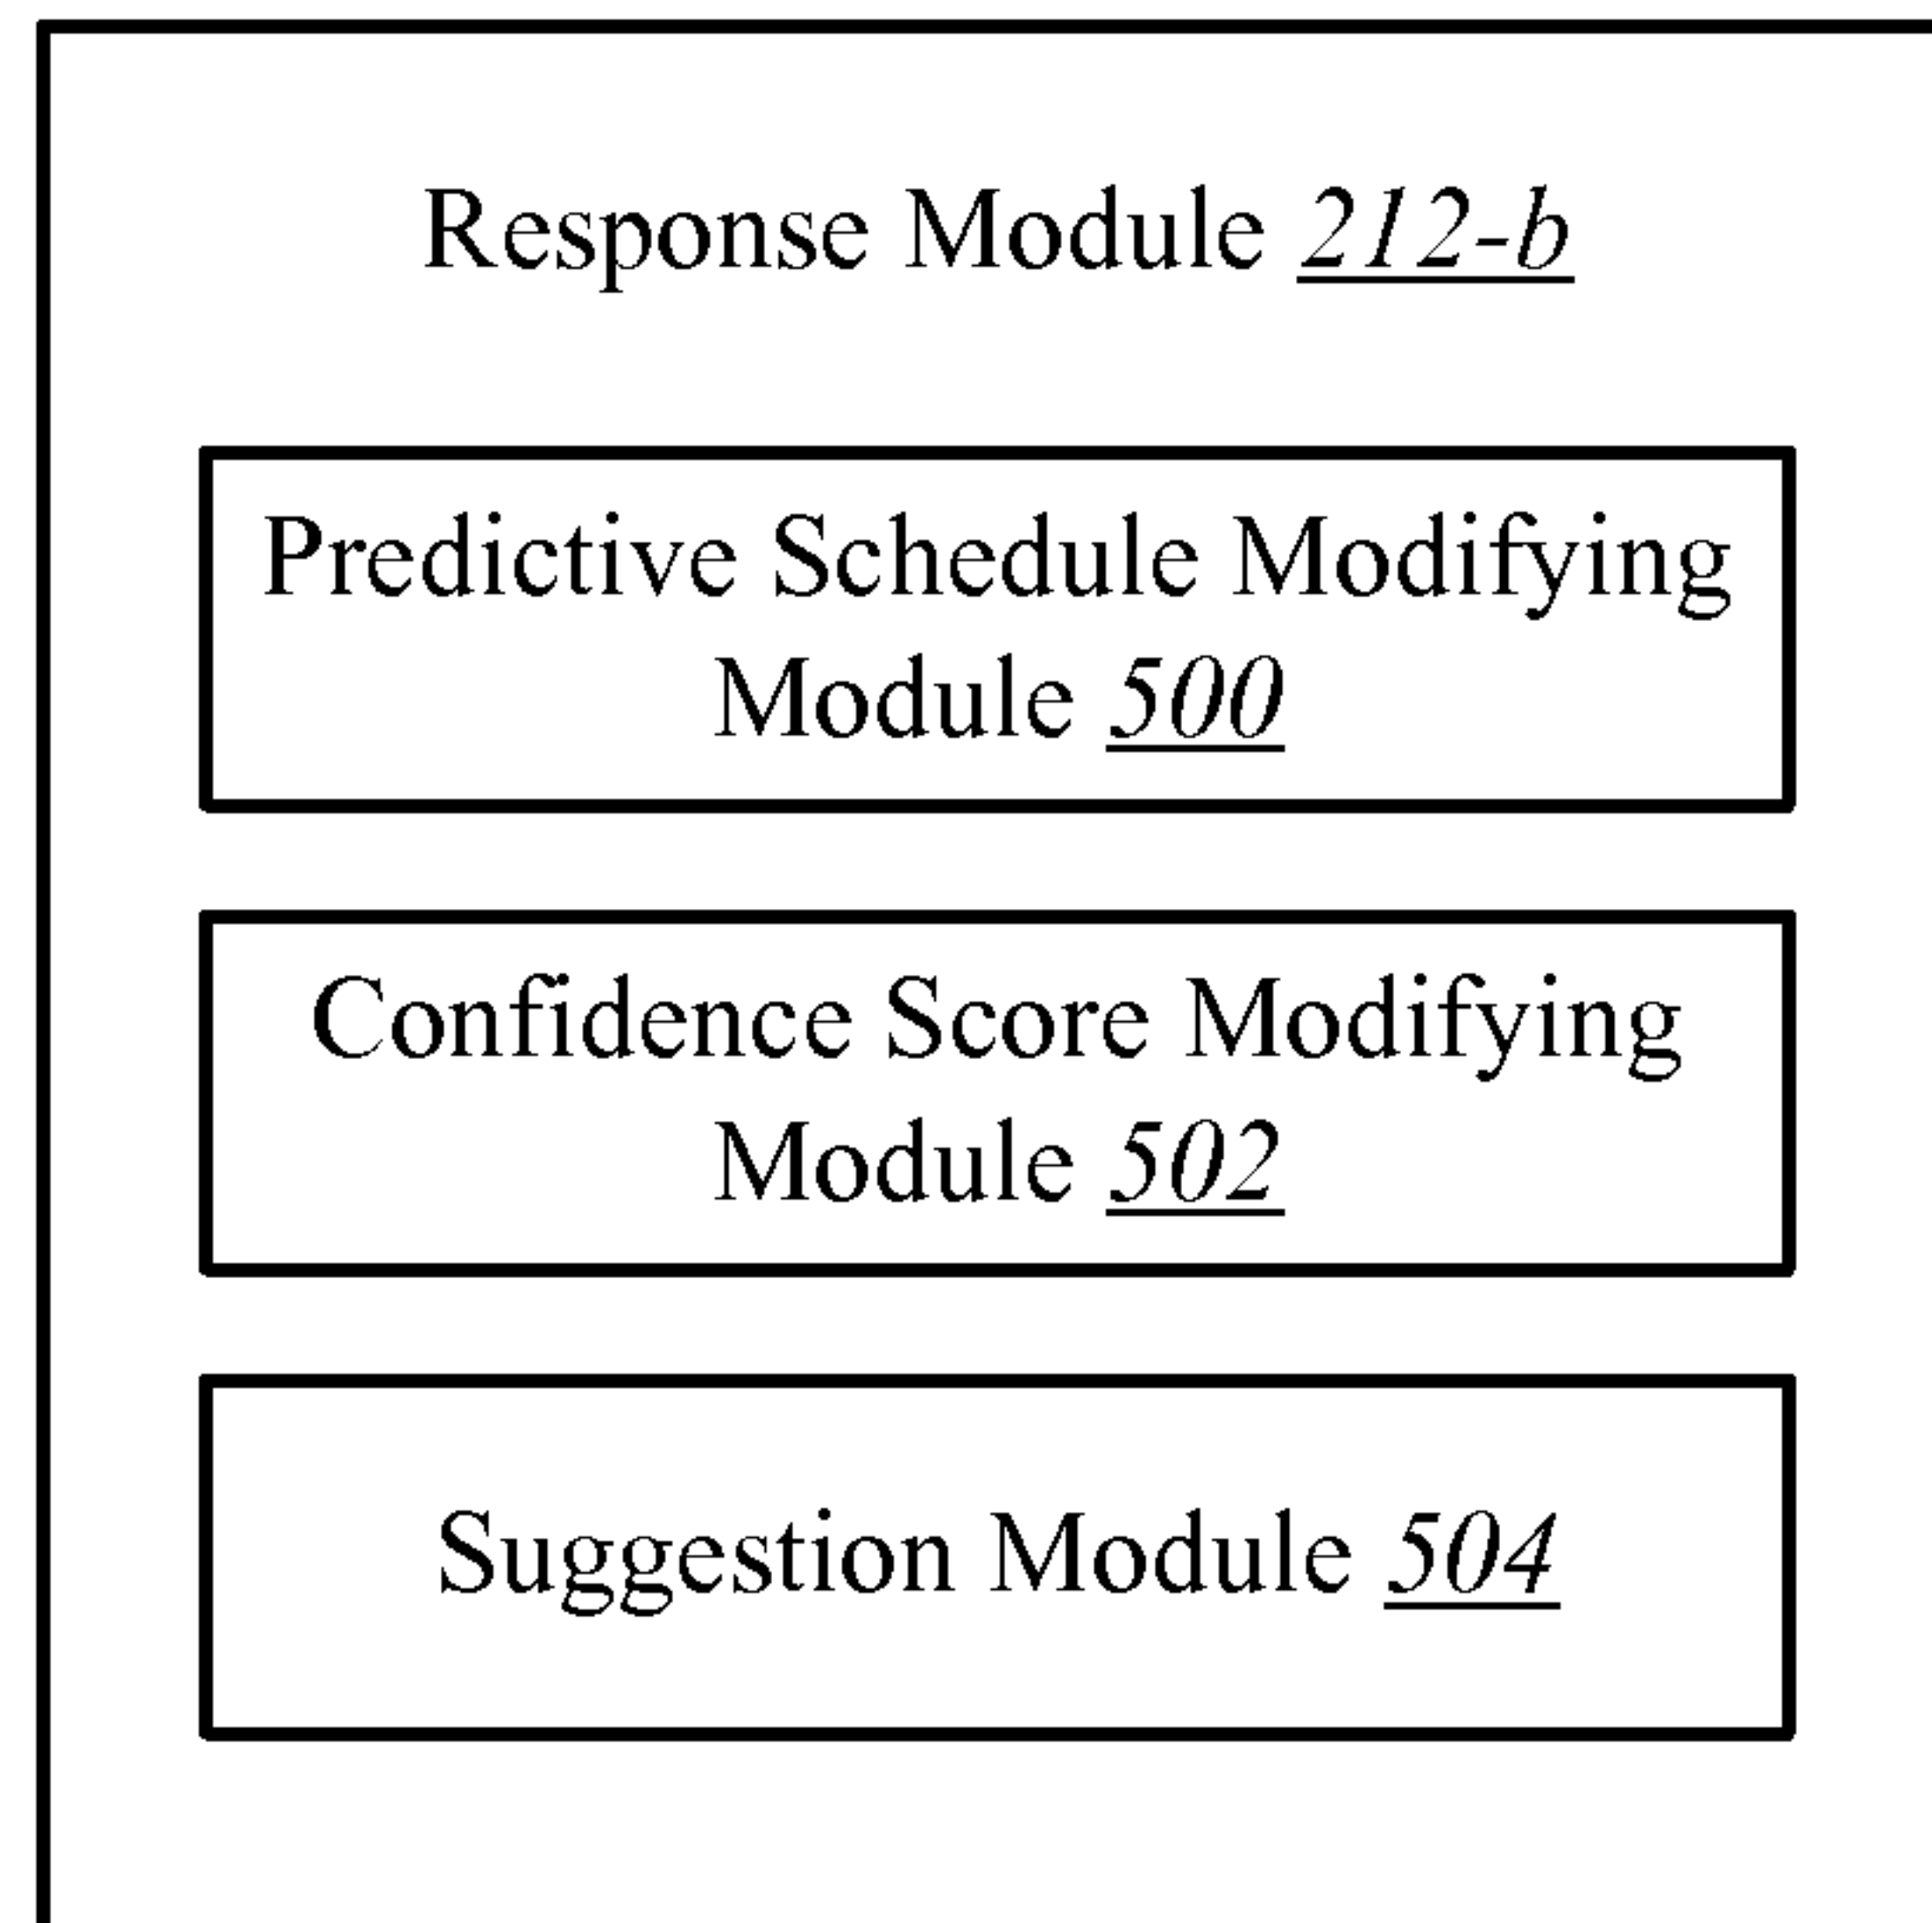 Response Module 212-b
Predictive Schedule Modifying
Module 500
Confidence Score Modifying
Module 502
Suggestion Module 504